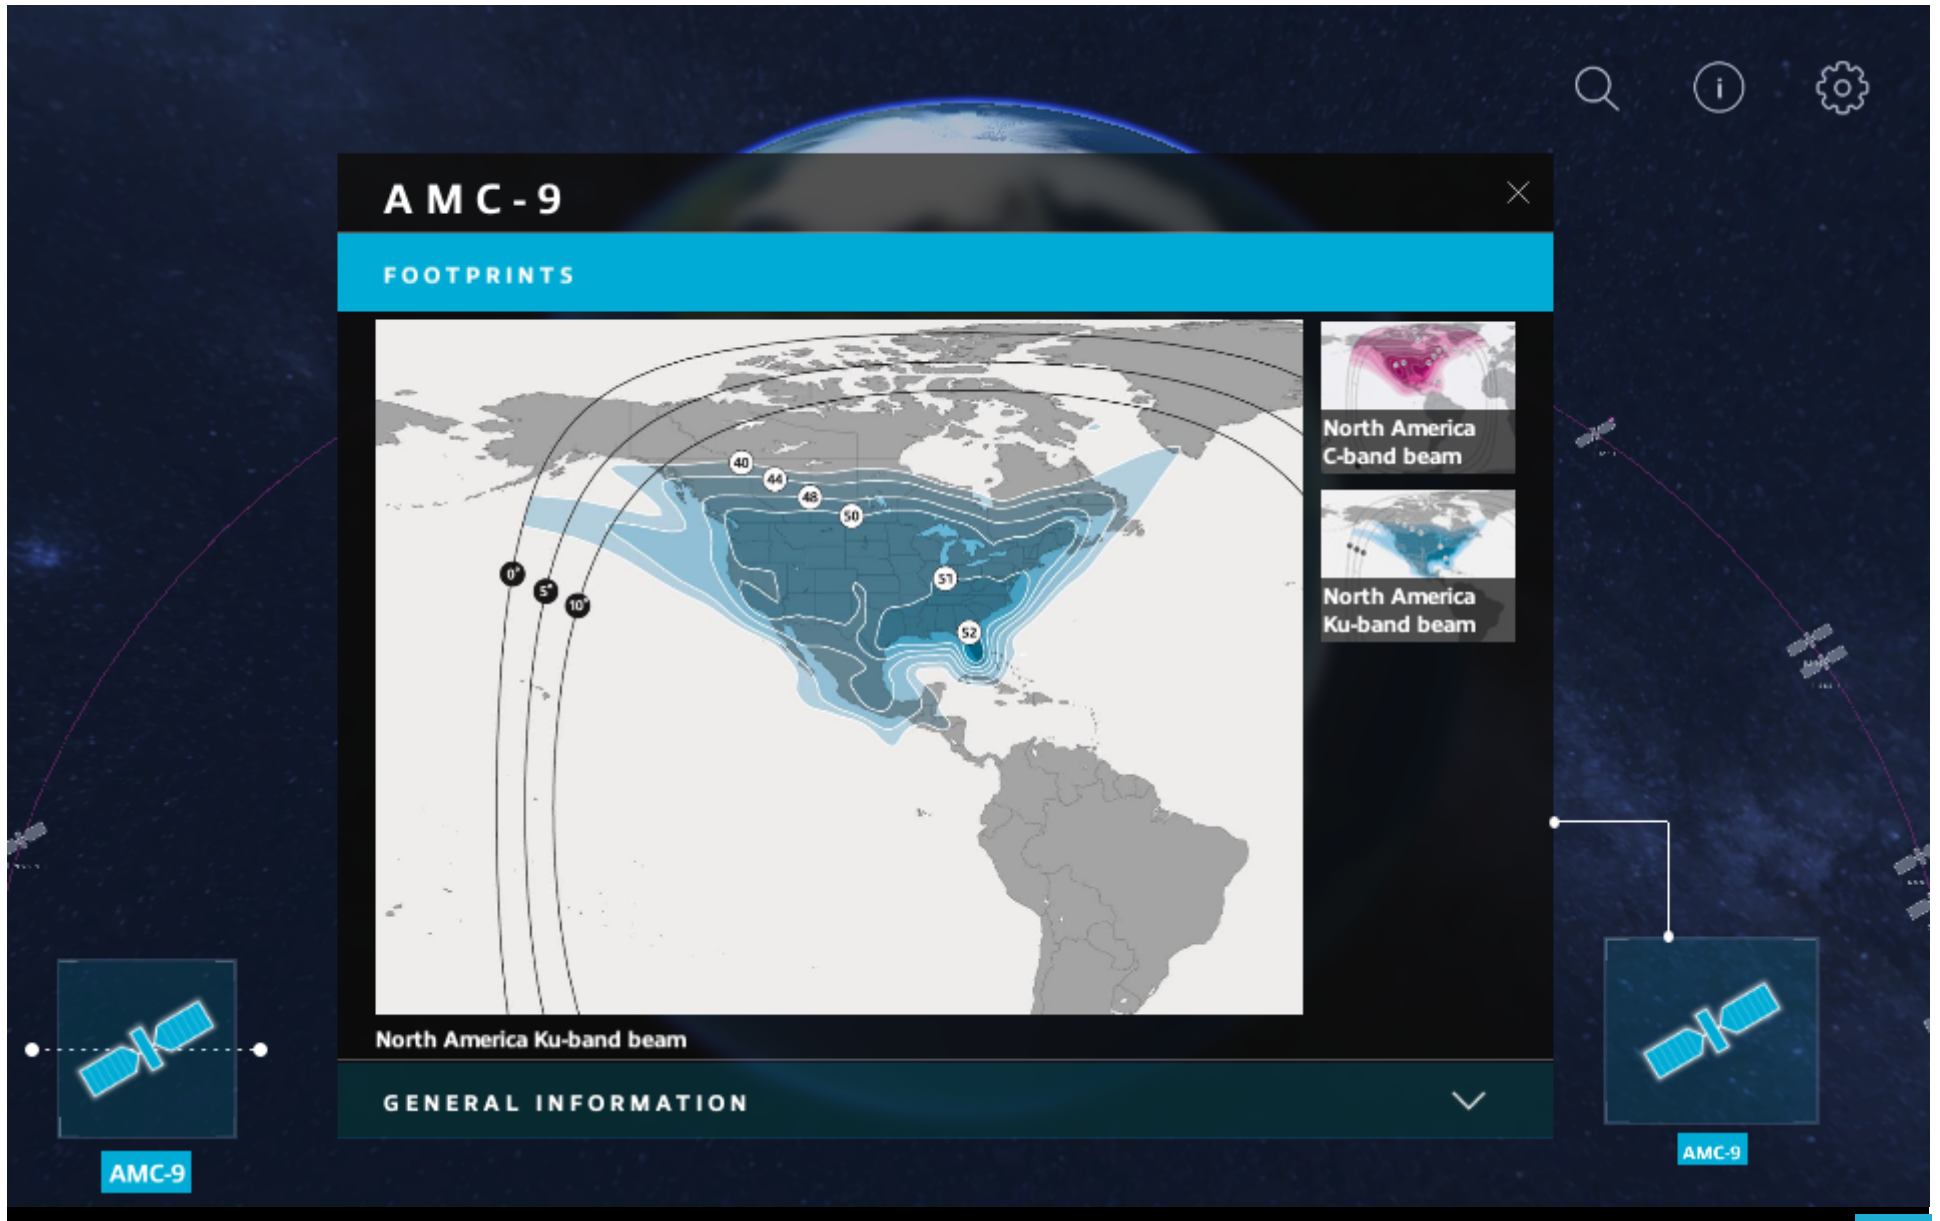 AMC-9
FOOTPRINTS
North America
C-band beam
North America
Ku-band beam
40
44
48
50
51
52
0°
5°
10°
North America Ku-band beam
GENERAL INFORMATION
AMC-9
AMC-9